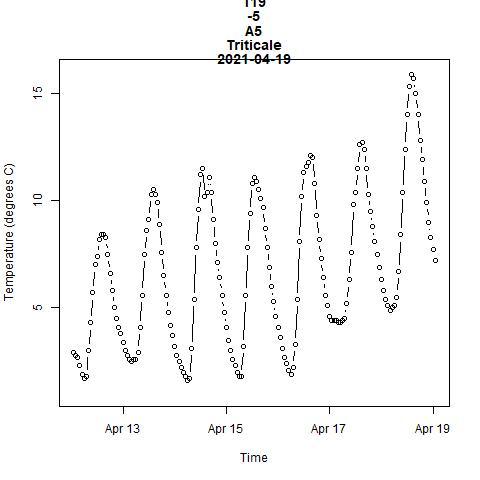 -5
A5
Triticale
2021-04-19
Temperature (degrees C)
15
10
5
Apr 13
Apr 15
Apr 17
Apr 19
Time